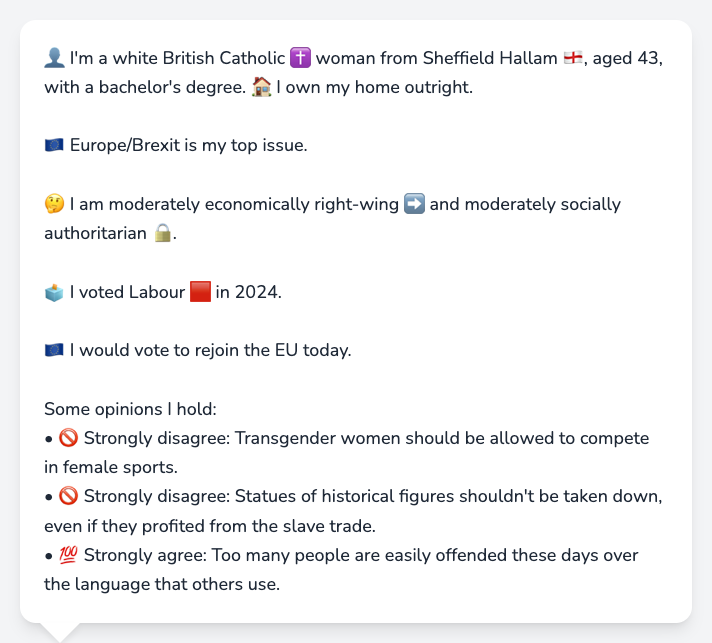 👤 I'm a white British Catholic ✝️ woman from Sheffield Hallam 🏴󠁧󠁢󠁥󠁮󠁧󠁿, aged 43,
with a bachelor's degree. 🏠 I own my home outright.
🇪🇺 Europe/Brexit is my top issue.
🤔 I am moderately economically right-wing ➡️ and moderately socially
authoritarian 🔒.
🗳️ I voted Labour 🟥 in 2024.
🇪🇺 I would vote to rejoin the EU today.
Some opinions I hold:
• 🚫 Strongly disagree: Transgender women should be allowed to compete
in female sports.
• 🚫 Strongly disagree: Statues of historical figures shouldn't be taken down,
even if they profited from the slave trade.
• 💯 Strongly agree: Too many people are easily offended these days over
the language that others use.